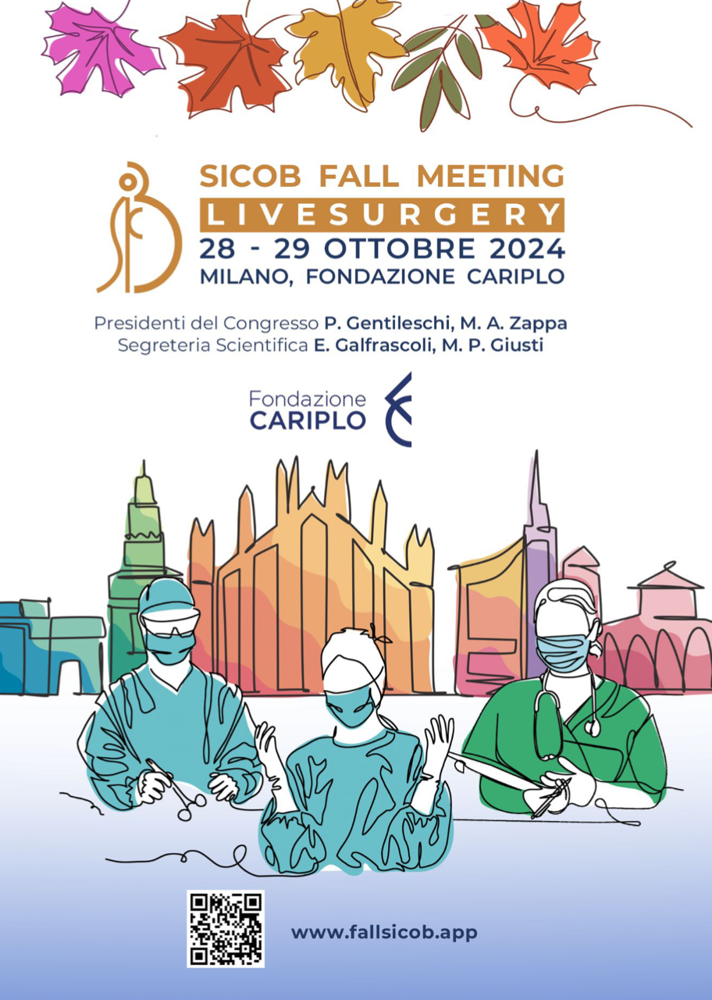 SICOB FALL MEETING
LIVESURGERY
28 - 29 OTTOBRE 2024
MILANO, FONDAZIONE CARIPLO
Presidenti del Congresso P. Gentileschi, M. A. Zappa
Segreteria Scientifica E. Galfrascoli, M. P. Giusti
Fondazione
CARIPLO
www.fallsicob.app